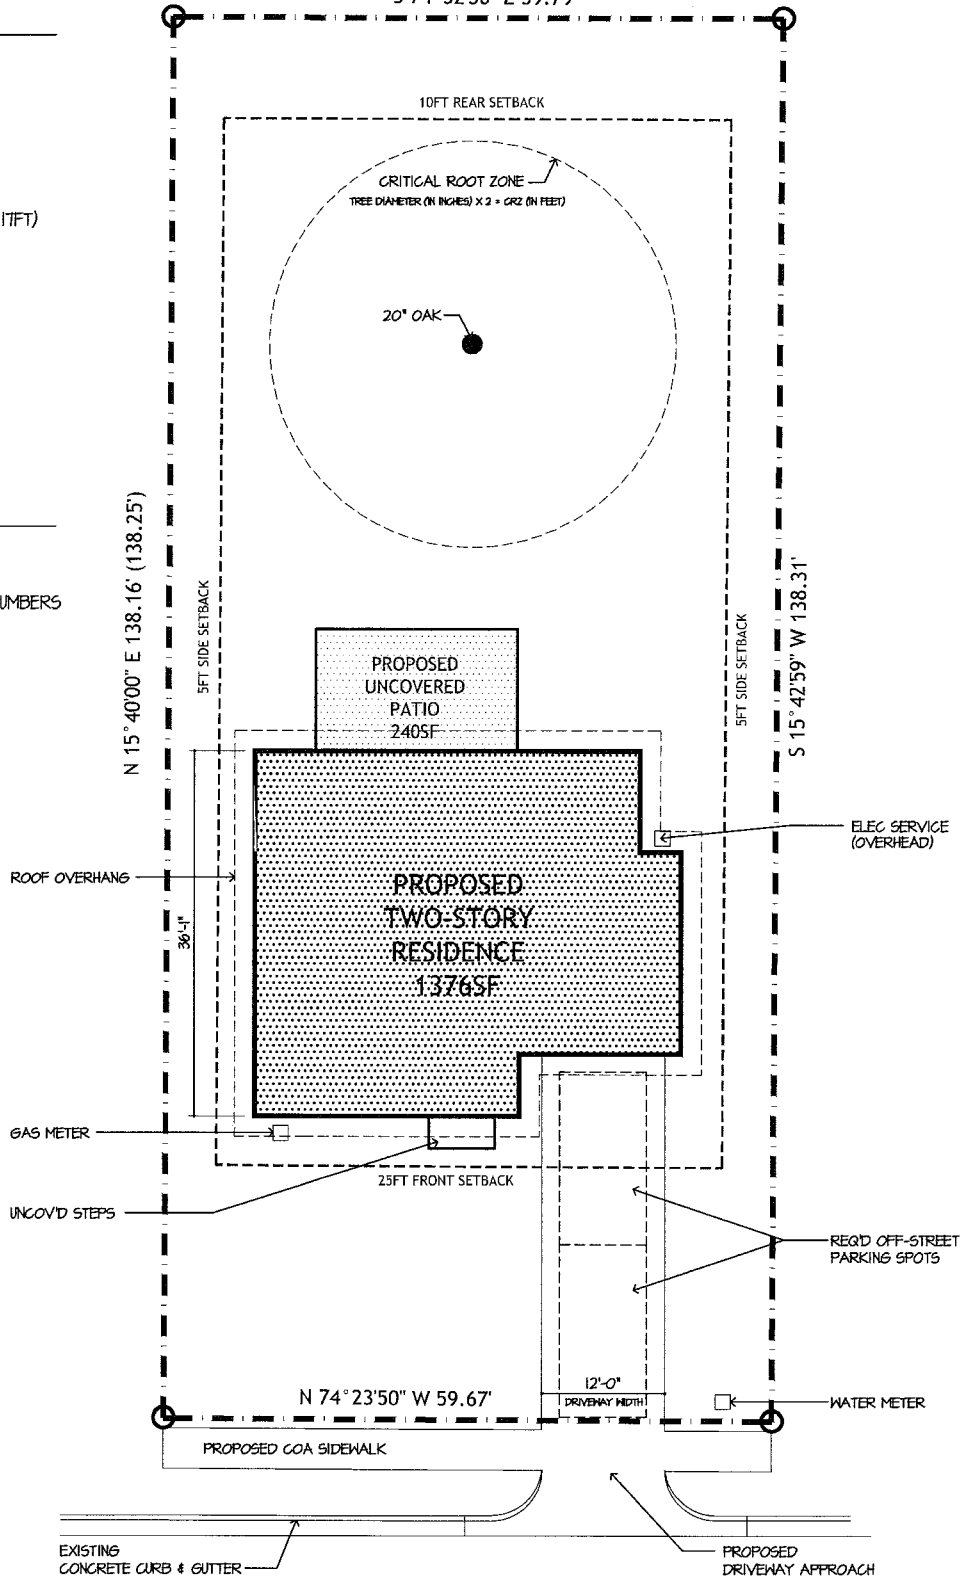 10FT REAR SETBACK
CRITICAL ROOT ZONE
TREE DIAMETER (IN INCHES) X 2 = CRZ (IN FEET)
17FT)
20" OAK
N 15°40'00" E 138.16' (138.25')
S 15°42'59" W 138.31'
UMBERS
5FT SIDE SETBACK
5FT SIDE SETBACK
PROPOSED
UNCOVERED
PATIO
240SF
ELEC SERVICE
(OVERHEAD)
ROOF OVERHANG
36'-1"
PROPOSED
TWO-STORY
RESIDENCE
1376SF
GAS METER
25FT FRONT SETBACK
UNCOV'D STEPS
REQ'D OFF-STREET
PARKING SPOTS
12'-0"
DRIVEWAY WIDTH
N 74°23'50" W 59.67'
WATER METER
PROPOSED COA SIDEWALK
EXISTING
CONCRETE CURB & GUTTER
PROPOSED
DRIVEWAY APPROACH